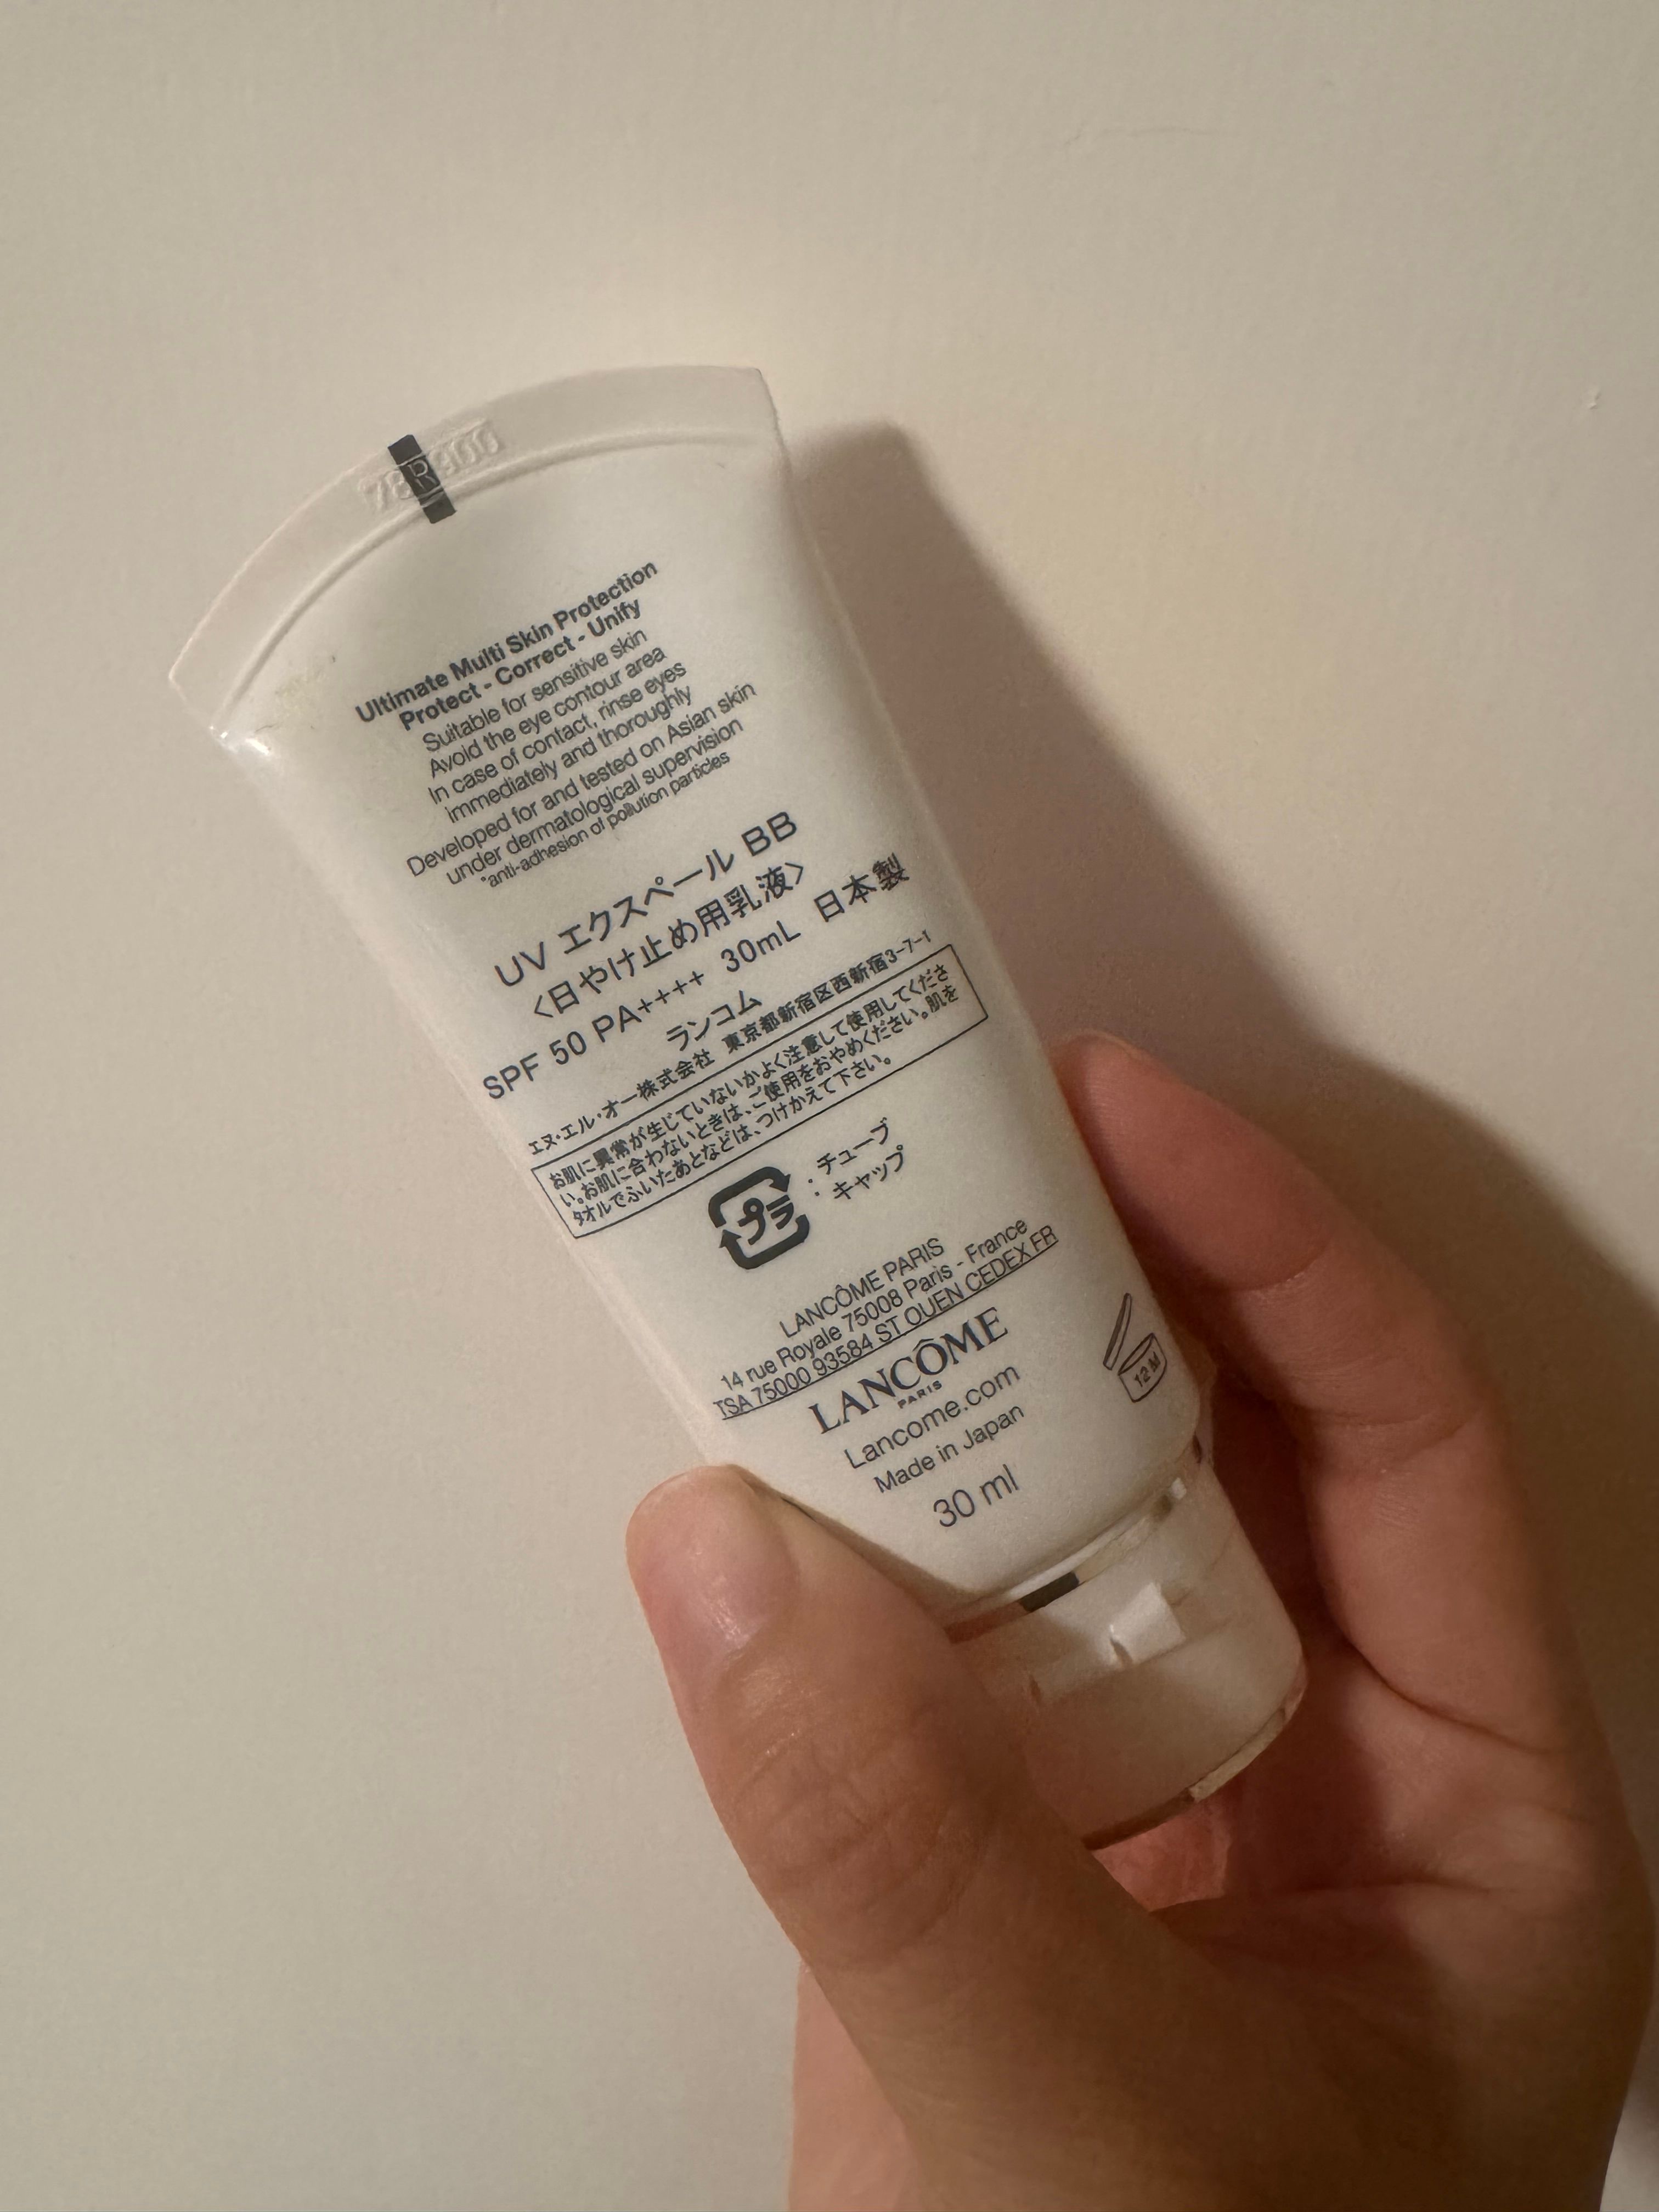 78R900
Ultimate Multi Skin Protection
Protect - Correct - Unify
Suitable for sensitive skin
Avoid the eye contour area
In case of contact, rinse eyes
immediately and thoroughly
Developed for and tested on Asian skin
under dermatological supervision
*anti-adhesion of pollution particles
UV エクスペール BB
〈日やけ止め用乳液〉
SPF 50 PA++++ 30mL 日本製
ランコム
エヌ・エル・オー株式会社 東京都新宿区西新宿3-7-1
お肌に異常が生じていないかよく注意して使用してくださ
い。お肌に合わないときは、ご使用をおやめください。肌を
タオルでふいたあとなどは、つけかえて下さい。
プラ
: チューブ
: キャップ
LANCÔME PARIS
14 rue Royale 75008 Paris - France
TSA 75000 93584 ST OUEN CEDEX FR
LANCÔME
PARIS
Lancome.com
Made in Japan
30 ml
12 M